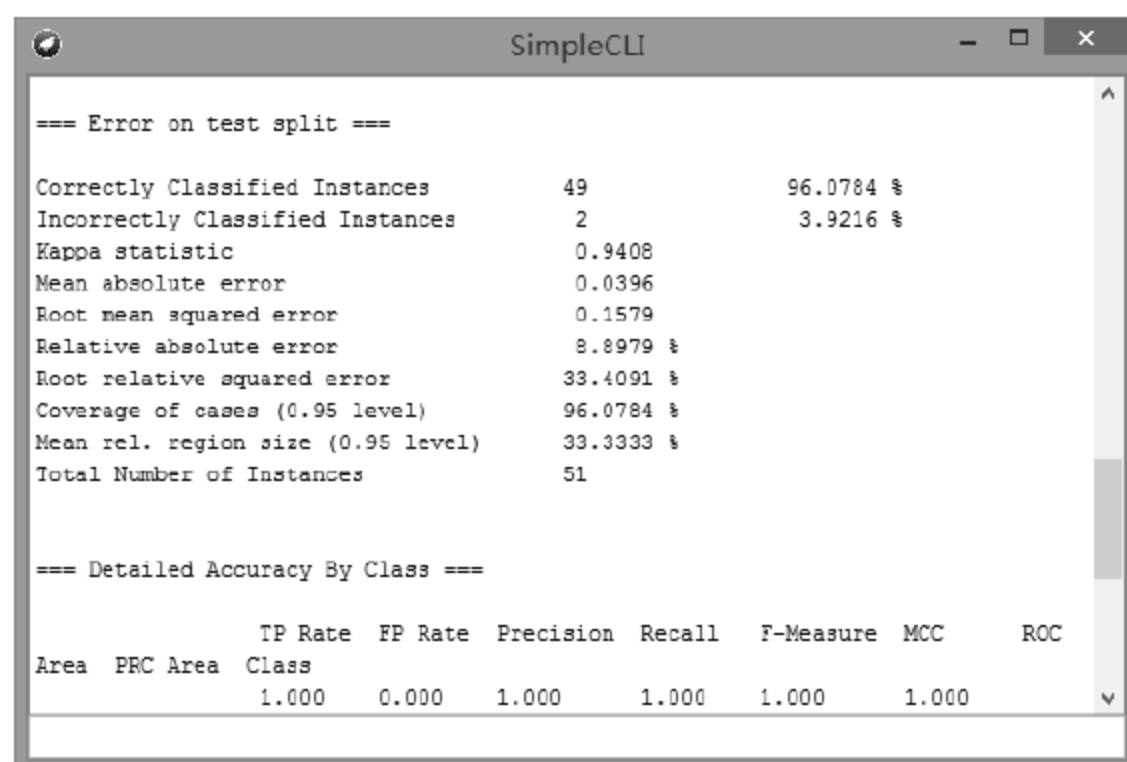 SimpleCLI
=== Error on test split ===
Correctly Classified Instances 49 96.0784 %
Incorrectly Classified Instances 2 3.9216 %
Kappa statistic 0.9408
Mean absolute error 0.0396
Root mean squared error 0.1579
Relative absolute error 8.8979 %
Root relative squared error 33.4091 %
Coverage of cases (0.95 level) 96.0784 %
Mean rel. region size (0.95 level) 33.3333 %
Total Number of Instances 51
=== Detailed Accuracy By Class ===
TP Rate FP Rate Precision Recall F-Measure MCC ROC
Area PRC Area Class
1.000 0.000 1.000 1.000 1.000 1.000